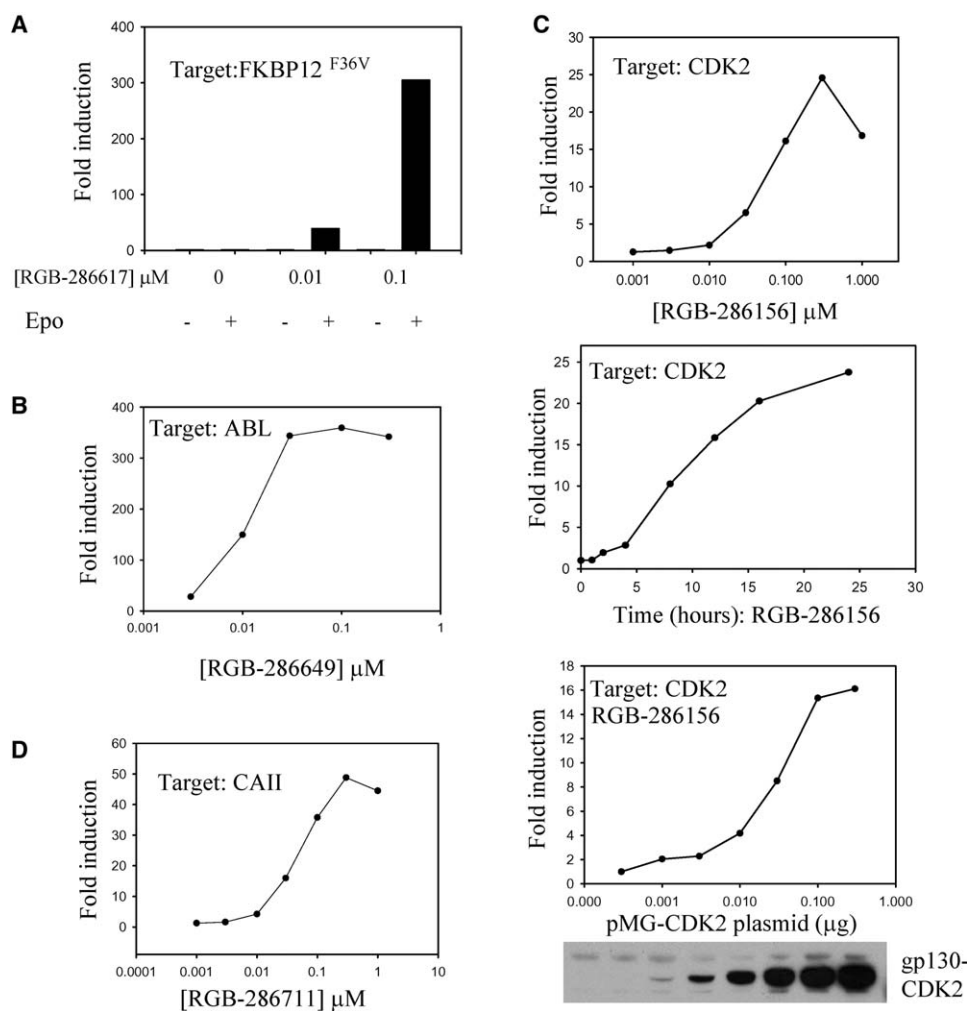 A
400
300
200
100
0
Fold induction
Target:FKBP12 F36V
[RGB-286617] μM 0 0.01 0.1
Epo - + - + - +
B
400
300
200
100
0
Fold induction
Target: ABL
0.001 0.01 0.1 1
[RGB-286649] μM
D
60
50
40
30
20
10
0
Fold induction
Target: CAII
0.0001 0.001 0.01 0.1 1 10
[RGB-286711] μM
C
30
25
20
15
10
5
0
Fold induction
Target: CDK2
0.001 0.010 0.100 1.000
[RGB-286156] μM
25
20
15
10
5
0
Fold induction
Target: CDK2
0 5 10 15 20 25 30
Time (hours): RGB-286156
18
16
14
12
10
8
6
4
2
0
Fold induction
Target: CDK2
RGB-286156
0.000 0.001 0.010 0.100 1.000
pMG-CDK2 plasmid (μg)
gp130-
CDK2